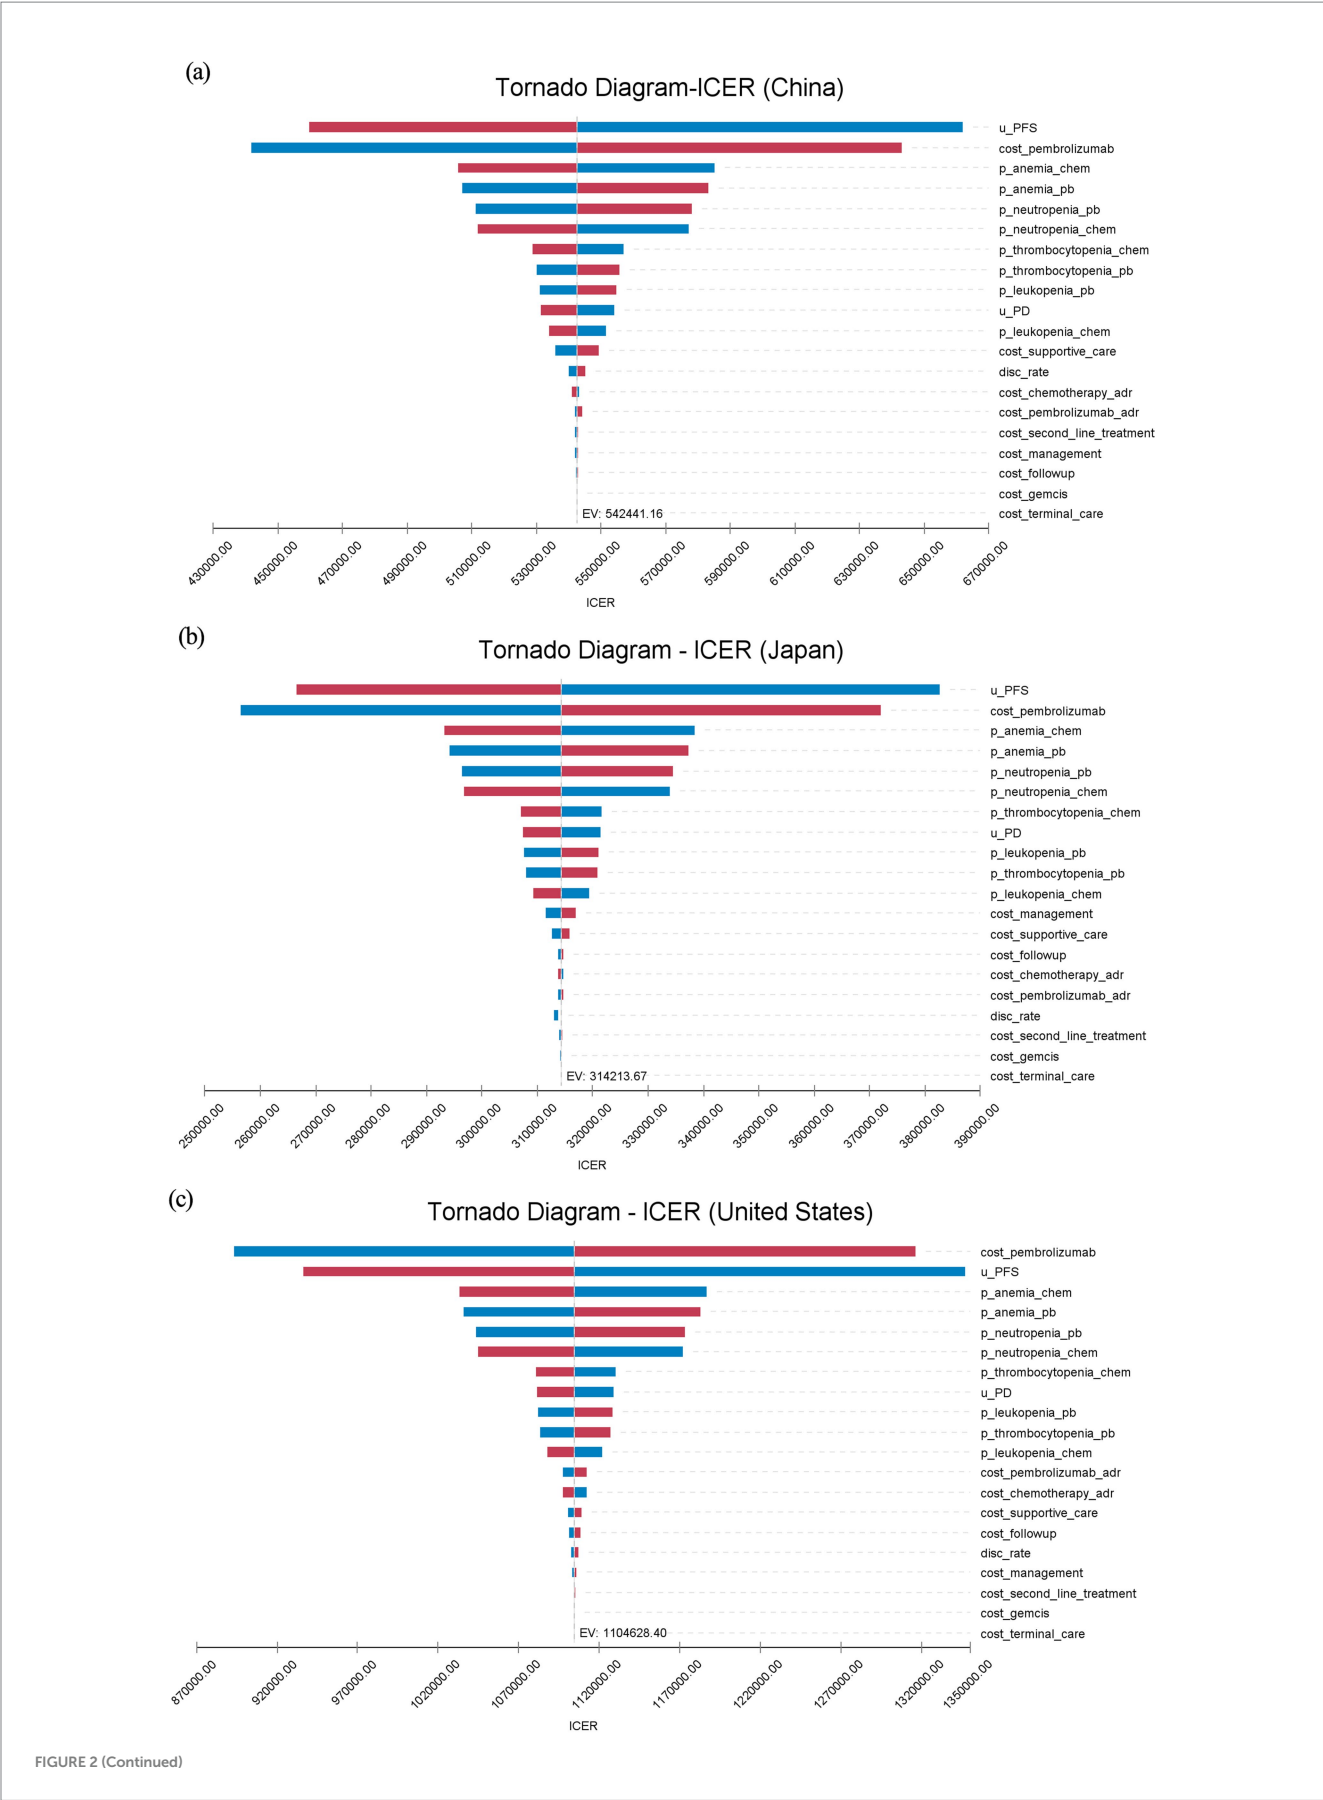 (a)
Tornado Diagram-ICER (China)
u_PFS
cost_pembrolizumab
p_anemia_chem
p_anemia_pb
p_neutropenia_pb
p_neutropenia_chem
p_thrombocytopenia_chem
p_thrombocytopenia_pb
p_leukopenia_pb
u_PD
p_leukopenia_chem
cost_supportive_care
disc_rate
cost_chemotherapy_adr
cost_pembrolizumab_adr
cost_second_line_treatment
cost_management
cost_followup
cost_gemcis
EV: 542441.16 cost_terminal_care
430000.00 450000.00 470000.00 490000.00 510000.00 530000.00 550000.00 570000.00 590000.00 610000.00 630000.00 650000.00 670000.00
ICER
(b)
Tornado Diagram - ICER (Japan)
u_PFS
cost_pembrolizumab
p_anemia_chem
p_anemia_pb
p_neutropenia_pb
p_neutropenia_chem
p_thrombocytopenia_chem
u_PD
p_leukopenia_pb
p_thrombocytopenia_pb
p_leukopenia_chem
cost_management
cost_supportive_care
cost_followup
cost_chemotherapy_adr
cost_pembrolizumab_adr
disc_rate
cost_second_line_treatment
cost_gemcis
EV: 314213.67 cost_terminal_care
250000.00 260000.00 270000.00 280000.00 290000.00 300000.00 310000.00 320000.00 330000.00 340000.00 350000.00 360000.00 370000.00 380000.00 390000.00
ICER
(c)
Tornado Diagram - ICER (United States)
cost_pembrolizumab
u_PFS
p_anemia_chem
p_anemia_pb
p_neutropenia_pb
p_neutropenia_chem
p_thrombocytopenia_chem
u_PD
p_leukopenia_pb
p_thrombocytopenia_pb
p_leukopenia_chem
cost_pembrolizumab_adr
cost_chemotherapy_adr
cost_supportive_care
cost_followup
disc_rate
cost_management
cost_second_line_treatment
cost_gemcis
EV: 1104628.40 cost_terminal_care
870000.00 920000.00 970000.00 1020000.00 1070000.00 1120000.00 1170000.00 1220000.00 1270000.00 1320000.00 1350000.00
ICER
FIGURE 2 (Continued)